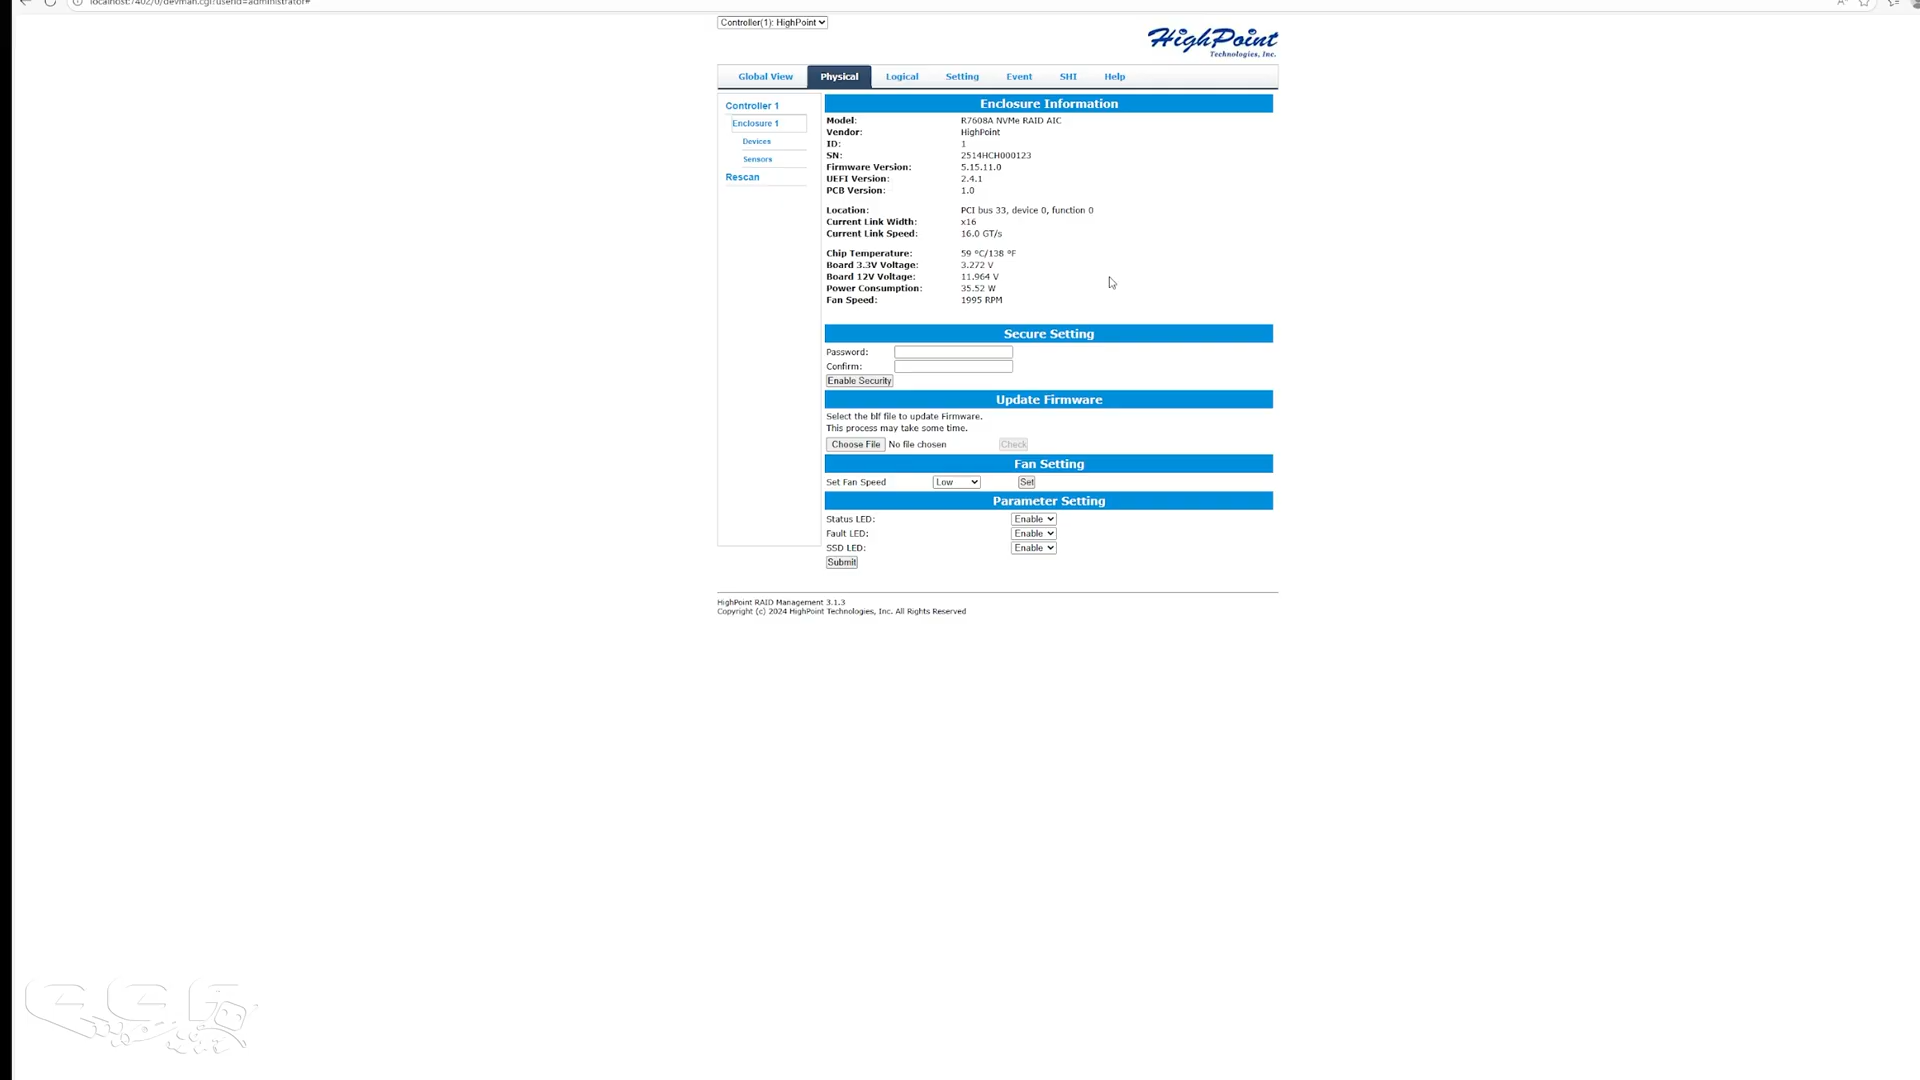 localhost:7402/0/devman.cgi?userid=administrator#
Controller(1): HighPoint
HighPoint
Technologies, Inc.
Global View Physical Logical Setting Event SHI Help
Controller 1
Enclosure 1
Devices
Sensors
Rescan
Enclosure Information
Model: R7608A NVMe RAID AIC
Vendor: HighPoint
ID: 1
SN: 2514HCH000123
Firmware Version: 5.15.11.0
UEFI Version: 2.4.1
PCB Version: 1.0
Location: PCI bus 33, device 0, function 0
Current Link Width: x16
Current Link Speed: 16.0 GT/s
Chip Temperature: 59 °C/138 °F
Board 3.3V Voltage: 3.272 V
Board 12V Voltage: 11.964 V
Power Consumption: 35.52 W
Fan Speed: 1995 RPM
Secure Setting
Password:
Confirm:
Enable Security
Update Firmware
Select the blf file to update Firmware.
This process may take some time.
Choose File No file chosen Check
Fan Setting
Set Fan Speed Low Set
Parameter Setting
Status LED: Enable
Fault LED: Enable
SSD LED: Enable
Submit
HighPoint RAID Management 3.1.3
Copyright (c) 2024 HighPoint Technologies, Inc. All Rights Reserved